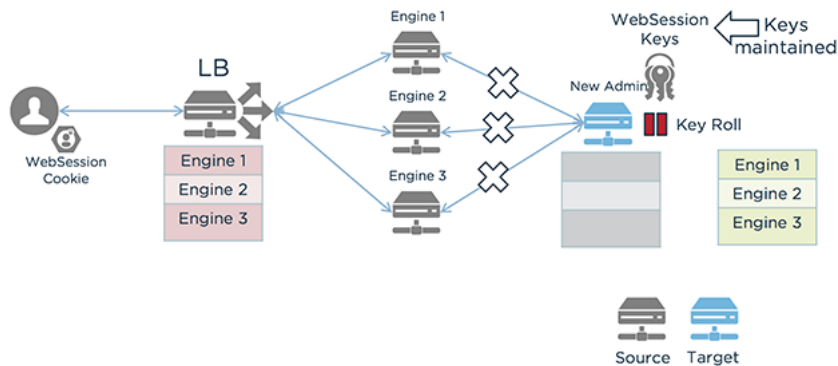 Engine 1
WebSession
Keys
Keys
maintained
LB
Engine 2
New Admin
Key Roll
WebSession
Cookie
Engine 3
Engine 1
Engine 2
Engine 3
Engine 1
Engine 2
Engine 3
Source
Target